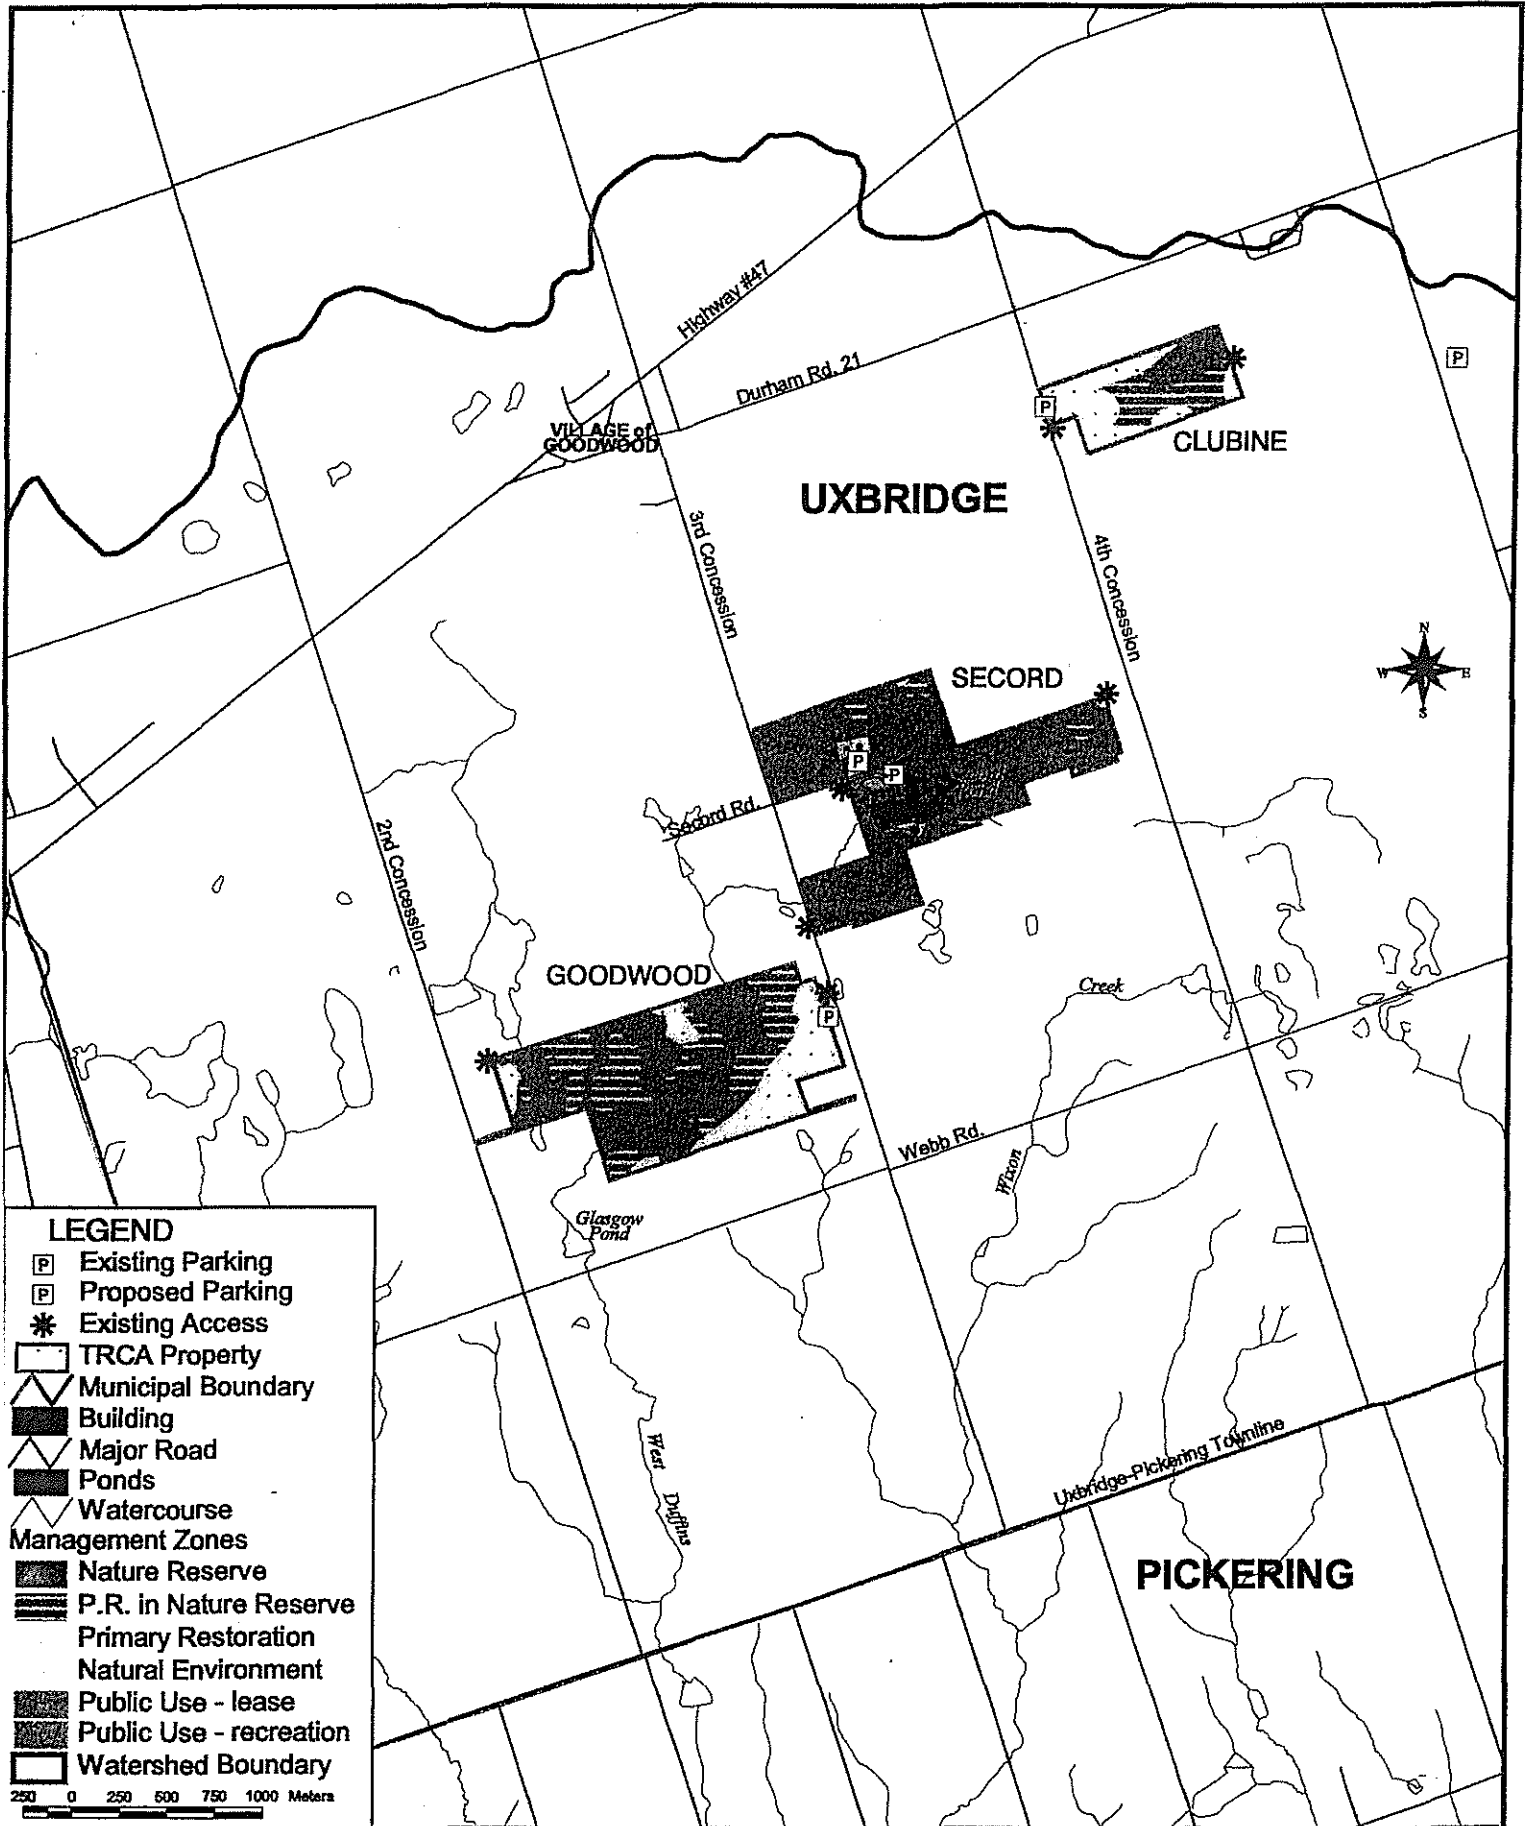 Highway #47
Durham Rd. 21
P
VILLAGE of
GOODWOOD
P
CLUBINE
UXBRIDGE
3rd Concession
4th Concession
SECORD
N
W E
S
P
P
Secord Rd.
2nd Concession
GOODWOOD
Creek
P
Webb Rd.
Wixon
Glasgow
Pond
West Duffins
Uxbridge-Pickering Townline
PICKERING
LEGEND
P Existing Parking
P Proposed Parking
Existing Access
TRCA Property
Municipal Boundary
Building
Major Road
Ponds
Watercourse
Management Zones
Nature Reserve
P.R. in Nature Reserve
Primary Restoration
Natural Environment
Public Use - lease
Public Use - recreation
Watershed Boundary
250 0 250 500 750 1000 Meters